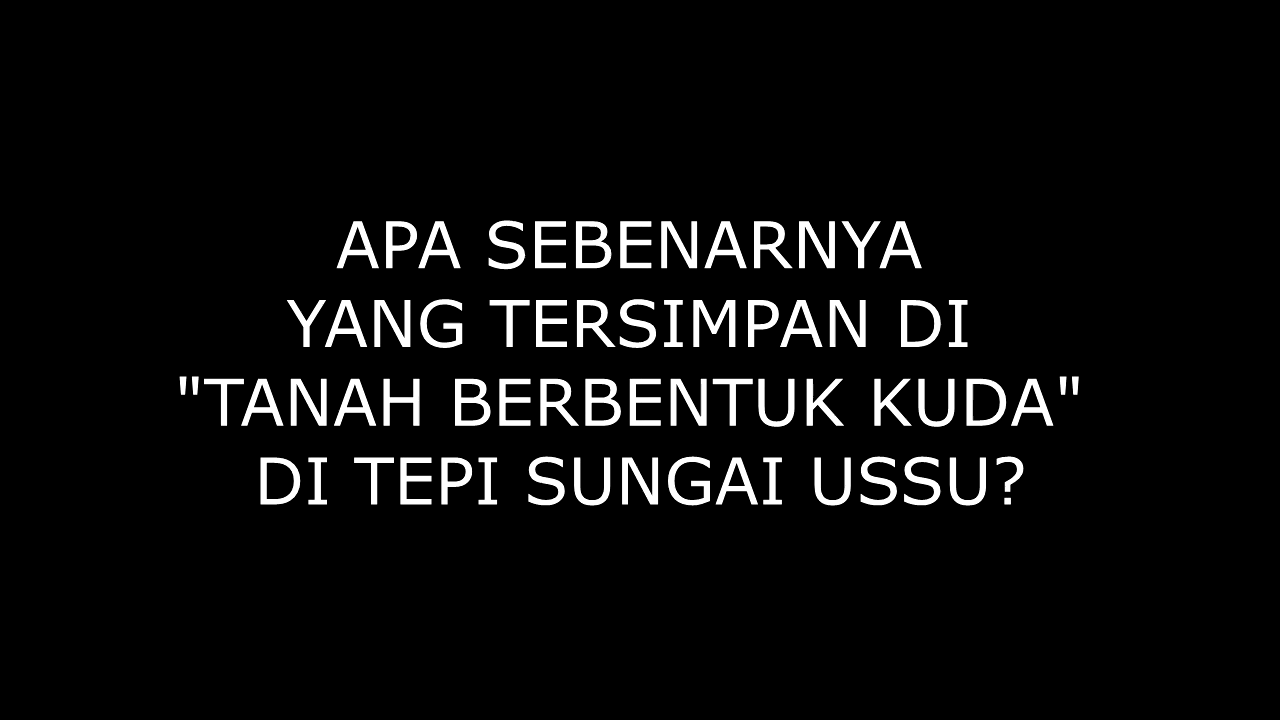 APA SEBENARNYA
YANG TERSIMPAN DI
"TANAH BERBENTUK KUDA"
DI TEPI SUNGAI USSU?